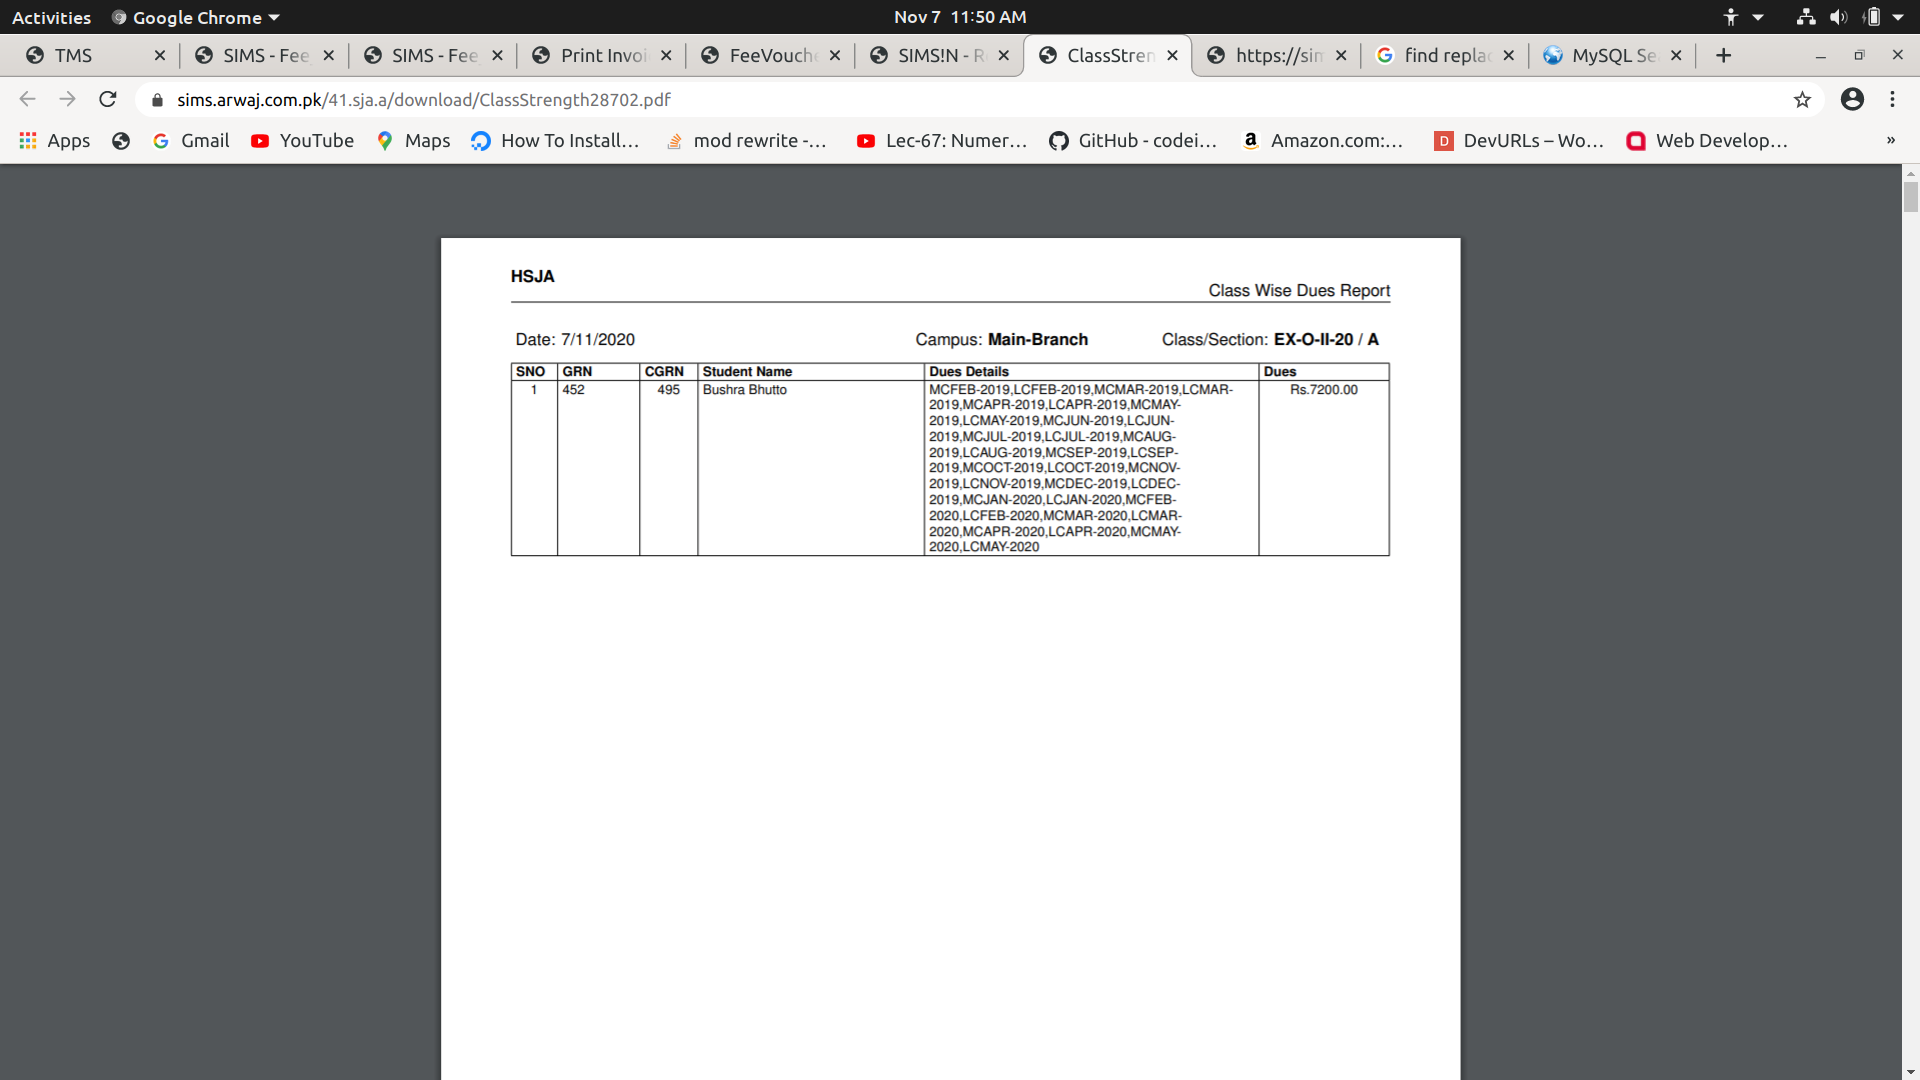 Activities Google Chrome Nov 7 11:50 AM
TMS SIMS - Fee SIMS - Fee Print Invoi FeeVouch SIMS!N - R ClassStren https://sim find repla MySQL Se
sims.arwaj.com.pk/41.sja.a/download/ClassStrength28702.pdf
Apps Gmail YouTube Maps How To Install... mod rewrite -... Lec-67: Numer... GitHub - codei... Amazon.com:... DevURLs – Wo... Web Develop... »
HSJA
Class Wise Dues Report
Date: 7/11/2020 Campus: Main-Branch Class/Section: EX-O-II-20 / A
SNO GRN CGRN Student Name Dues Details Dues
1 452 495 Bushra Bhutto MCFEB-2019,LCFEB-2019,MCMAR-2019,LCMAR- Rs.7200.00
2019,MCAPR-2019,LCAPR-2019,MCMAY-
2019,LCMAY-2019,MCJUN-2019,LCJUN-
2019,MCJUL-2019,LCJUL-2019,MCAUG-
2019,LCAUG-2019,MCSEP-2019,LCSEP-
2019,MCOCT-2019,LCOCT-2019,MCNOV-
2019,LCNOV-2019,MCDEC-2019,LCDEC-
2019,MCJAN-2020,LCJAN-2020,MCFEB-
2020,LCFEB-2020,MCMAR-2020,LCMAR-
2020,MCAPR-2020,LCAPR-2020,MCMAY-
2020,LCMAY-2020